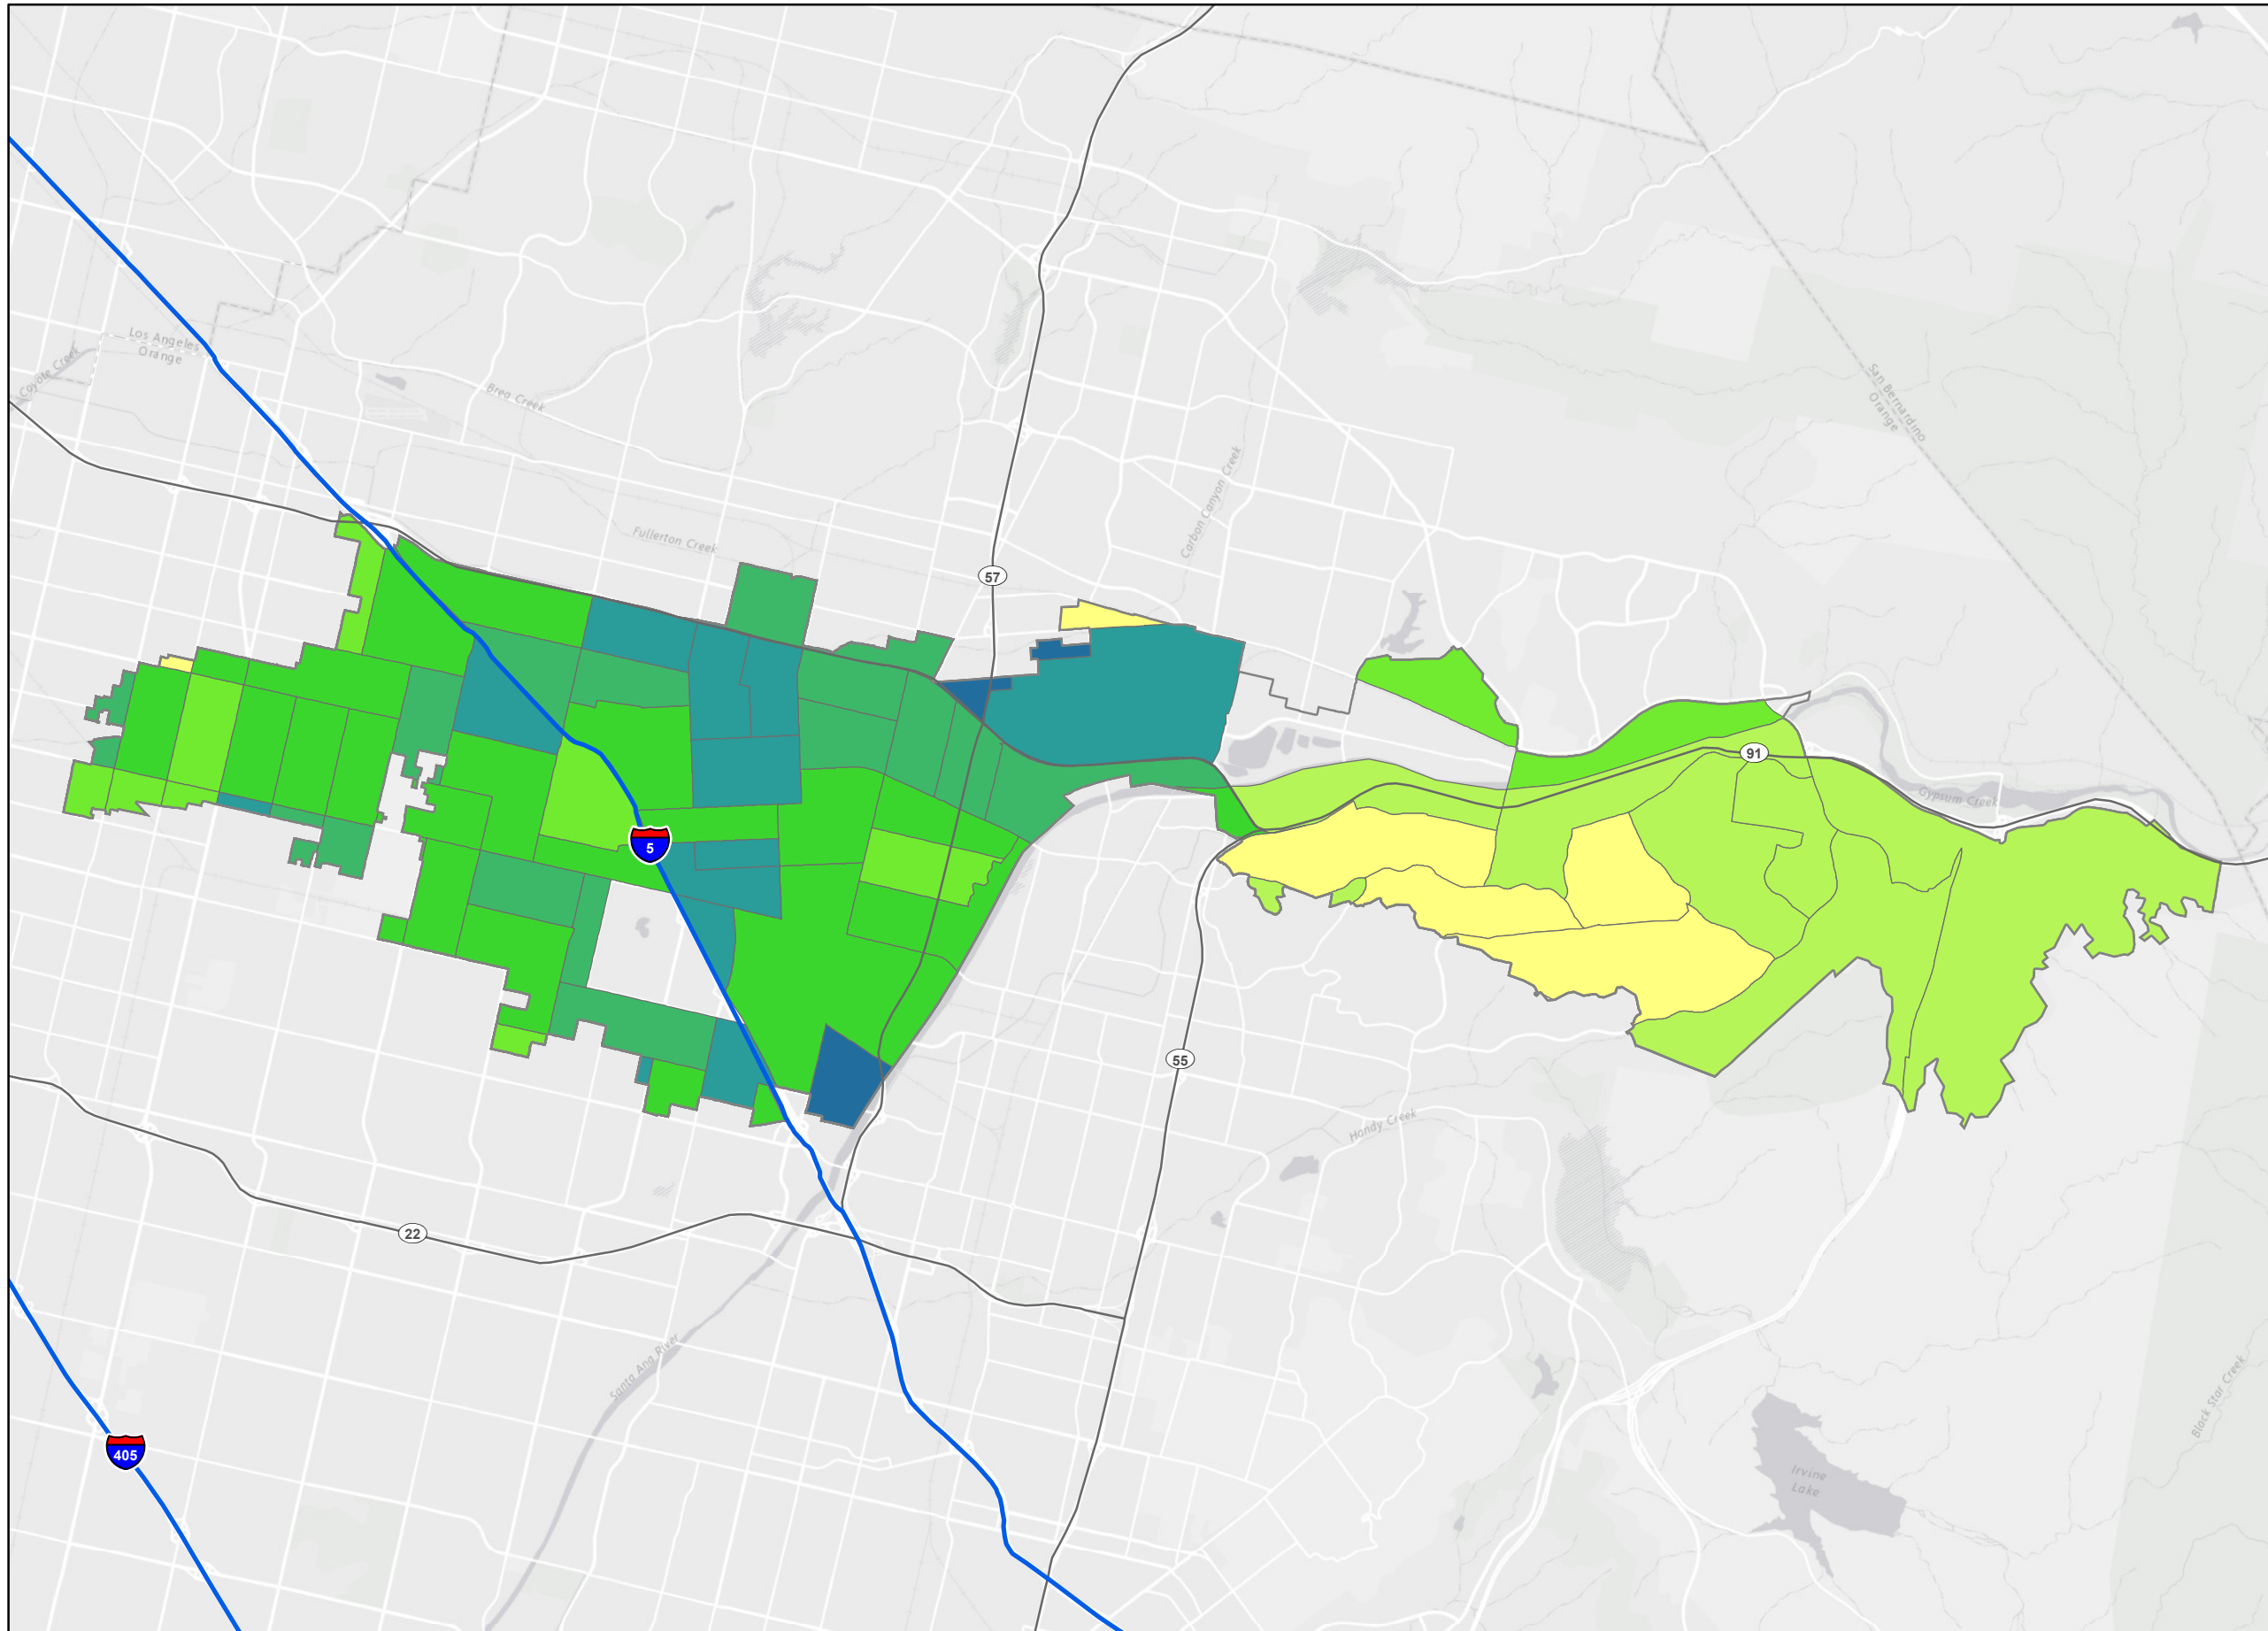 Los Angeles
Orange
Coyote Creek
Brea Creek
San Bernardino
Orange
Carbon Canyon Creek
Fullerton Creek
57
91
Gypsum Creek
5
55
Handy Creek
22
Santa Ana River
Black Star Creek
405
Irvine
Lake